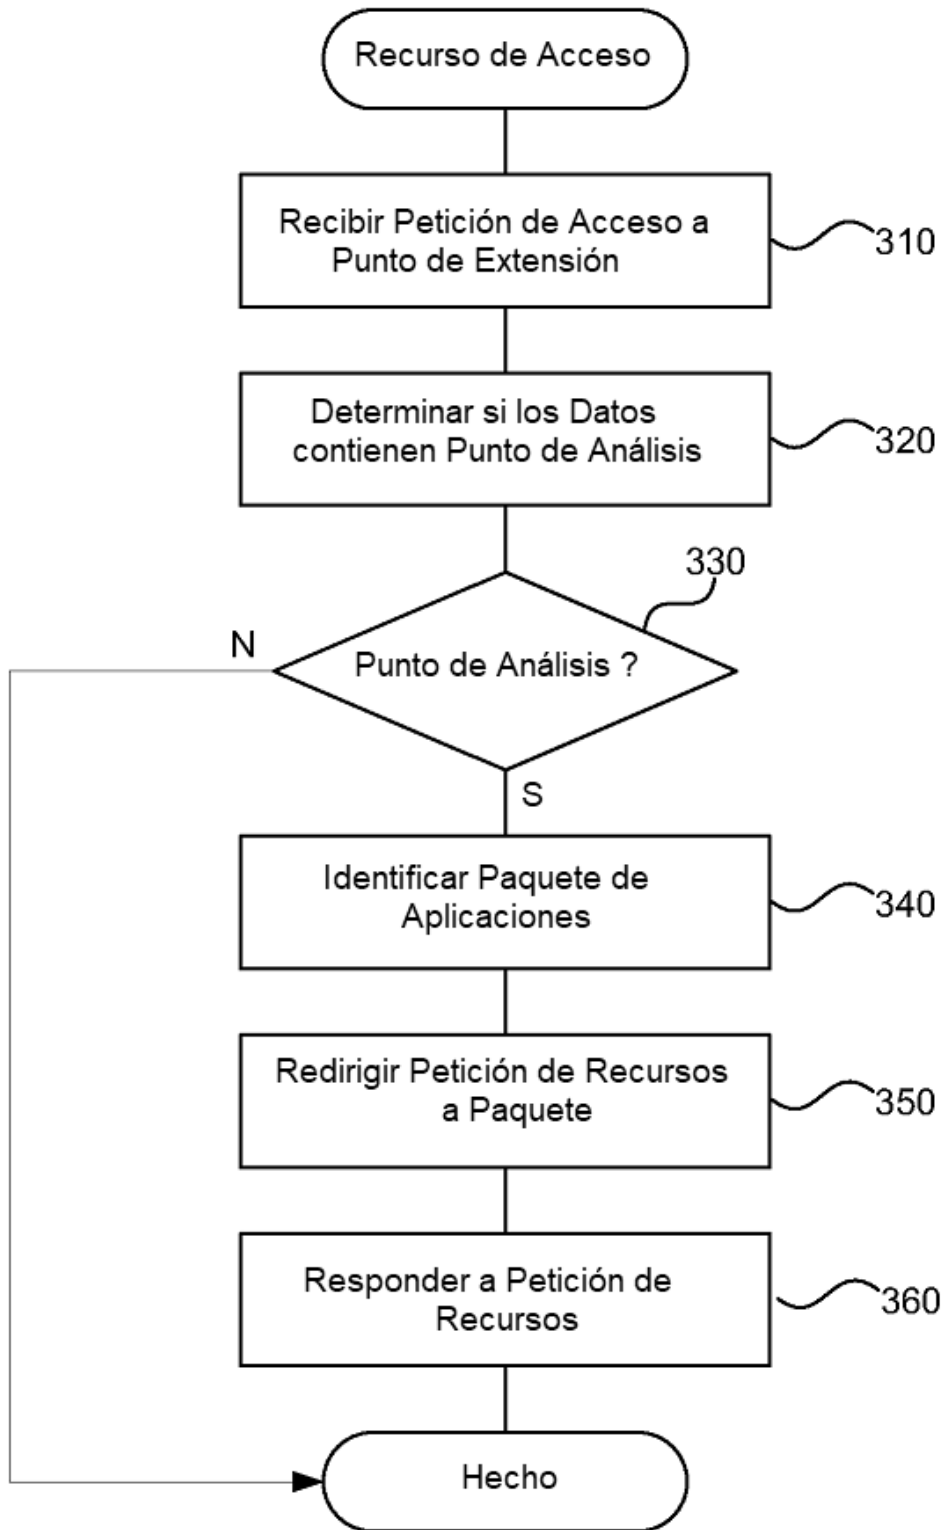 Recurso de Acceso
Recibir Petición de Acceso a
Punto de Extensión
310
Determinar si los Datos
contienen Punto de Análisis
320
330
N
Punto de Análisis ?
S
Identificar Paquete de
Aplicaciones
340
Redirigir Petición de Recursos
a Paquete
350
Responder a Petición de
Recursos
360
Hecho